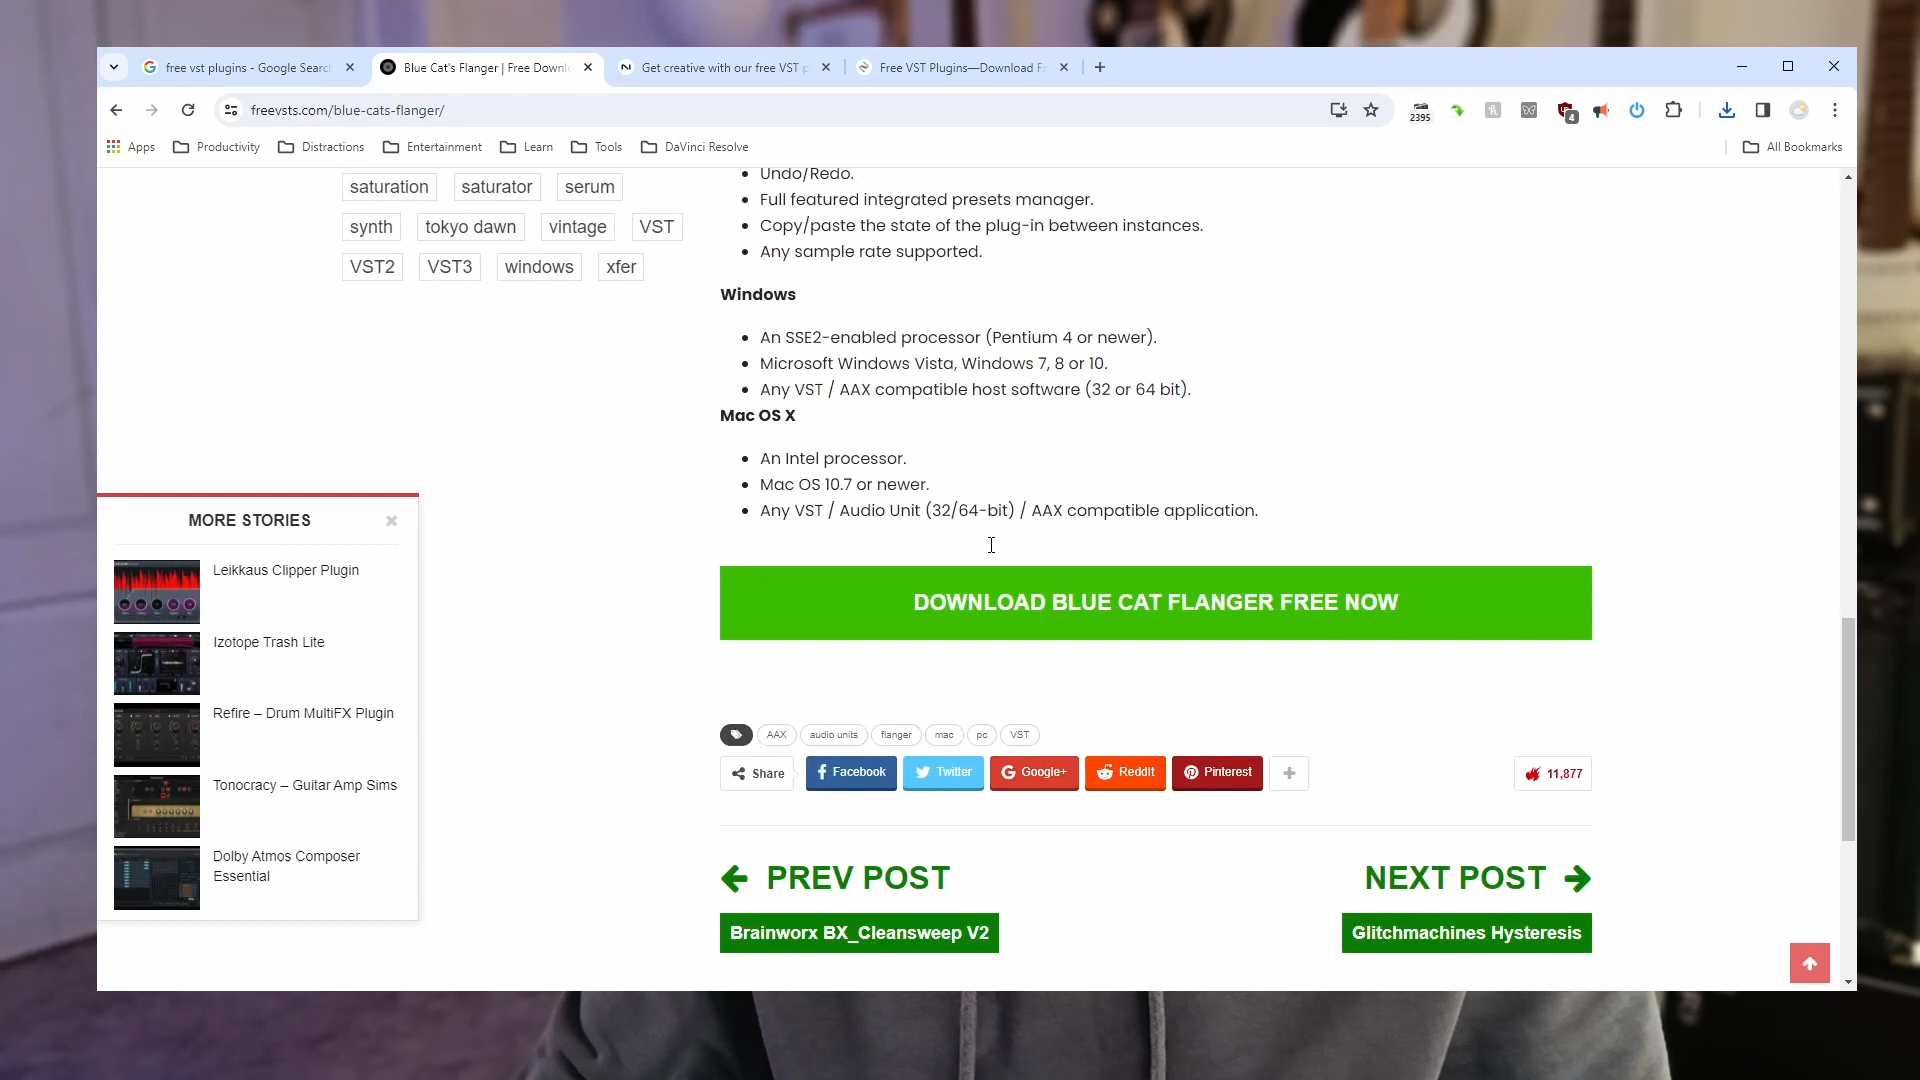 free vst plugins - Google Search
Blue Cat's Flanger | Free Downl
Get creative with our free VST p
Free VST Plugins—Download Fr
freevsts.com/blue-cats-flanger/
2395
4
Apps
Productivity
Distractions
Entertainment
Learn
Tools
DaVinci Resolve
All Bookmarks
saturation
saturator
serum
synth
tokyo dawn
vintage
VST
VST2
VST3
windows
xfer
Undo/Redo.
Full featured integrated presets manager.
Copy/paste the state of the plug-in between instances.
Any sample rate supported.
Windows
An SSE2-enabled processor (Pentium 4 or newer).
Microsoft Windows Vista, Windows 7, 8 or 10.
Any VST / AAX compatible host software (32 or 64 bit).
Mac OS X
An Intel processor.
Mac OS 10.7 or newer.
Any VST / Audio Unit (32/64-bit) / AAX compatible application.
DOWNLOAD BLUE CAT FLANGER FREE NOW
MORE STORIES
Leikkaus Clipper Plugin
Izotope Trash Lite
Refire – Drum MultiFX Plugin
Tonocracy – Guitar Amp Sims
Dolby Atmos Composer
Essential
AAX
audio units
flanger
mac
pc
VST
Share
Facebook
Twitter
Google+
ReddIt
Pinterest
11,877
PREV POST
NEXT POST
Brainworx BX_Cleansweep V2
Glitchmachines Hysteresis